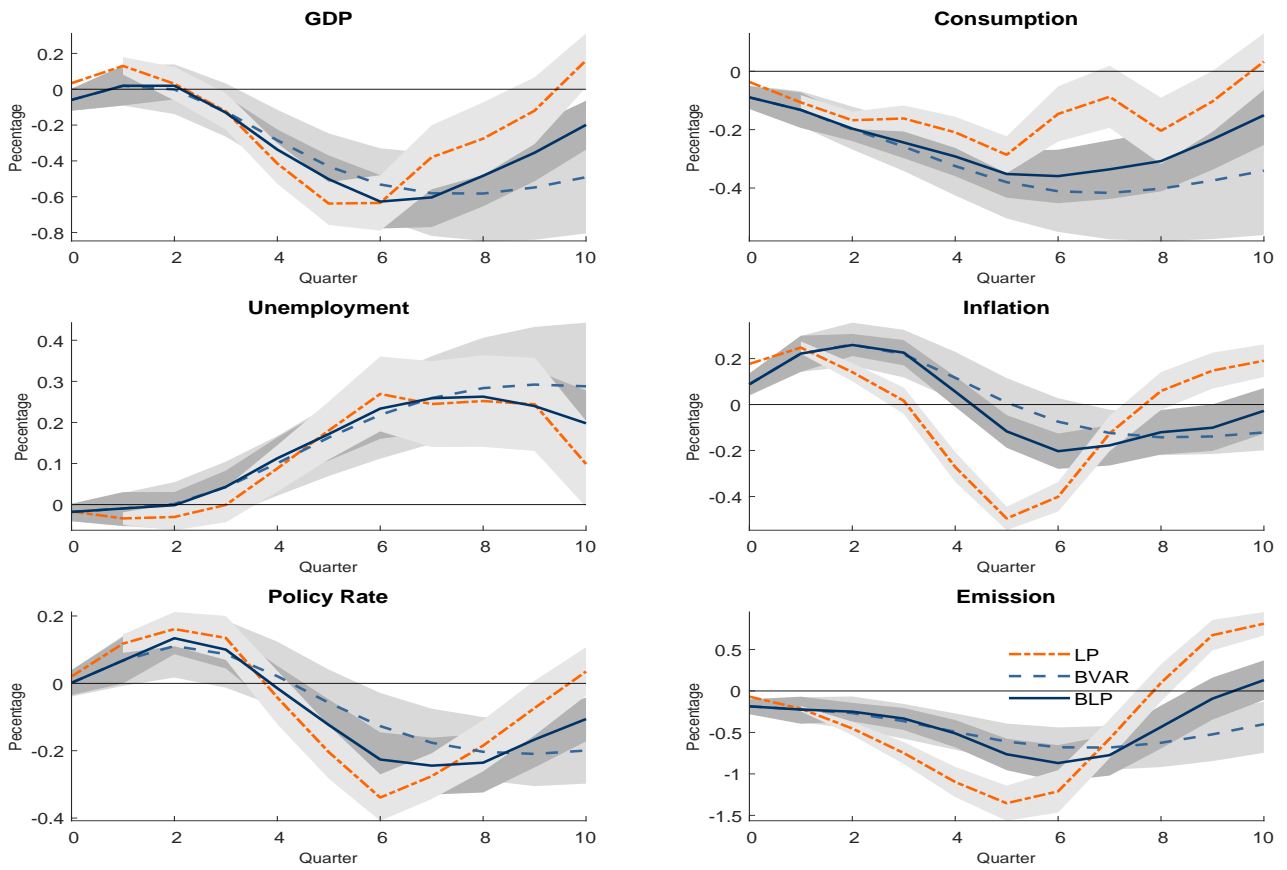 GDP
Pecentage
0.2
0
-0.2
-0.4
-0.6
-0.8
0 2 4 6 8 10
Quarter
Consumption
Pecentage
0
-0.2
-0.4
0 2 4 6 8 10
Quarter
Unemployment
Pecentage
0.4
0.3
0.2
0.1
0
0 2 4 6 8 10
Quarter
Inflation
Pecentage
0.2
0
-0.2
-0.4
0 2 4 6 8 10
Quarter
Policy Rate
Pecentage
0.2
0
-0.2
-0.4
0 2 4 6 8 10
Quarter
Emission
Pecentage
0.5
0
-0.5
-1
-1.5
LP
BVAR
BLP
0 2 4 6 8 10
Quarter